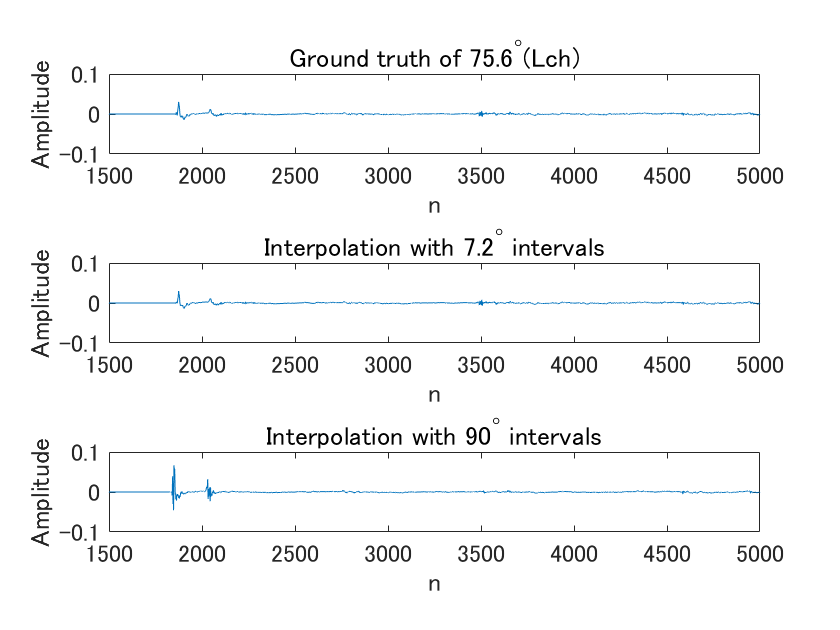 Ground truth of 75.6°(Lch)
0.1
0
-0.1
Amplitude
1500 2000 2500 3000 3500 4000 4500 5000
n
Interpolation with 7.2° intervals
0.1
0
-0.1
Amplitude
1500 2000 2500 3000 3500 4000 4500 5000
n
Interpolation with 90° intervals
0.1
0
-0.1
Amplitude
1500 2000 2500 3000 3500 4000 4500 5000
n